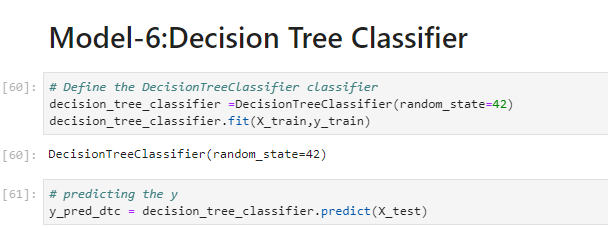 Model-6:Decision Tree Classifier
[60]: # Define the DecisionTreeClassifier classifier
decision_tree_classifier =DecisionTreeClassifier(random_state=42)
decision_tree_classifier.fit(X_train,y_train)
[60]: DecisionTreeClassifier(random_state=42)
[61]: # predicting the y
y_pred_dtc = decision_tree_classifier.predict(X_test)